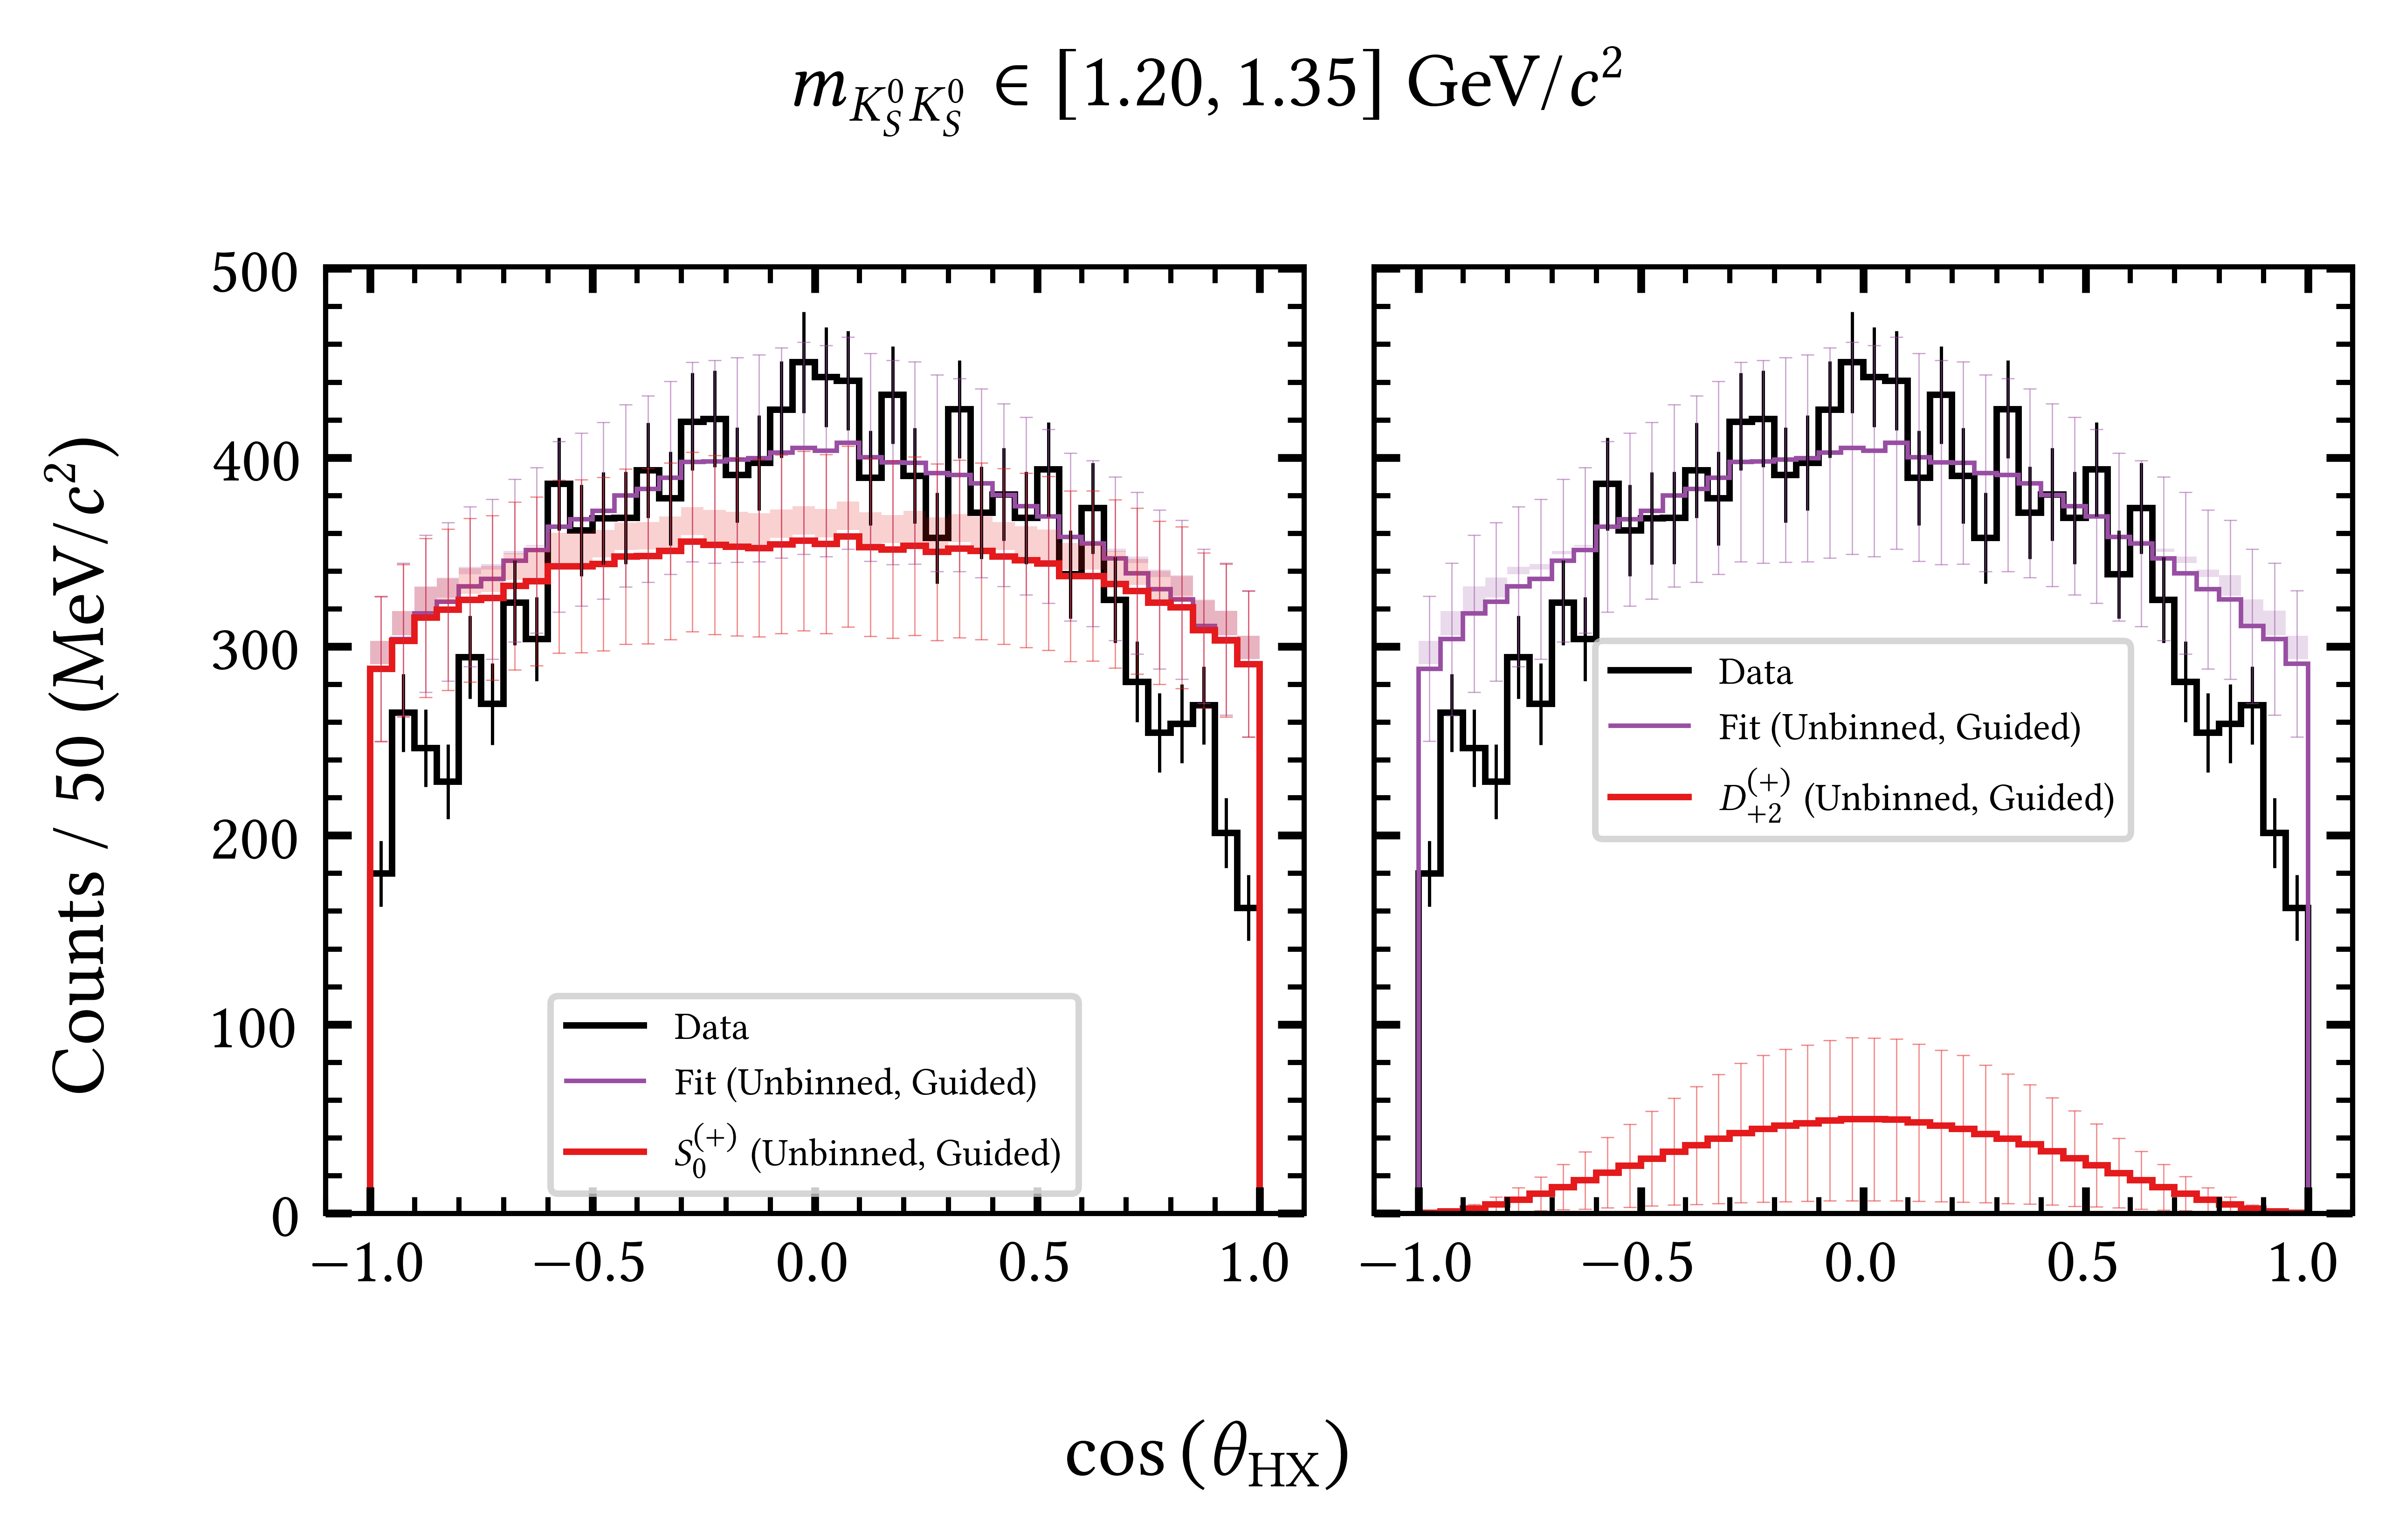 m_{K_S^0 K_S^0} ∈ [1.20, 1.35] GeV/c²
Counts / 50 (MeV/c²)
500
400
300
200
100
0
Data
Fit (Unbinned, Guided)
S_0^{(+)} (Unbinned, Guided)
−1.0 −0.5 0.0 0.5 1.0
Data
Fit (Unbinned, Guided)
D_{+2}^{(+)} (Unbinned, Guided)
−1.0 −0.5 0.0 0.5 1.0
cos (θ_{HX})